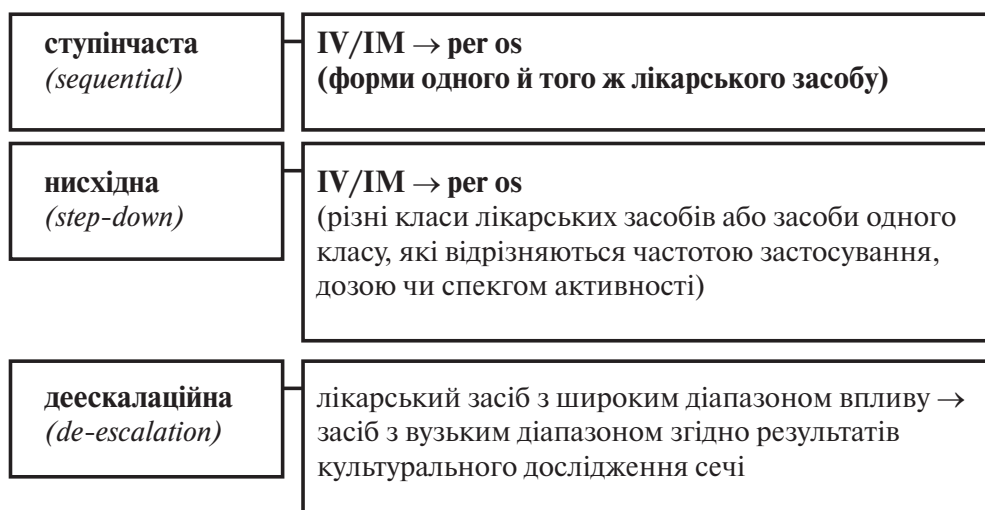 ступінчаста
(sequential)
IV/IM → per os
(форми одного й того ж лікарського засобу)
нисхідна
(step-down)
IV/IM → per os
(різні класи лікарських засобів або засоби одного
класу, які відрізняються частотою застосування,
дозою чи спекгом активності)
деескалаційна
(de-escalation)
лікарський засіб з широким діапазоном впливу →
засіб з вузьким діапазоном згідно результатів
культурального дослідження сечі